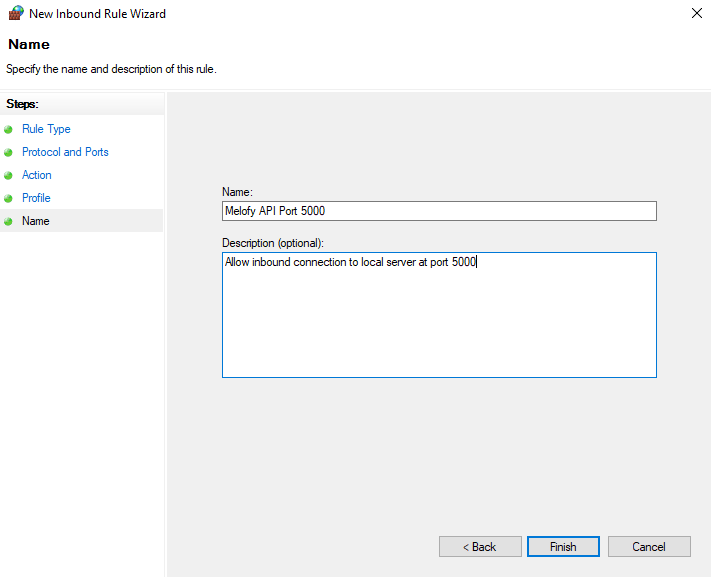 New Inbound Rule Wizard
Name
Specify the name and description of this rule.
Steps:
Rule Type
Protocol and Ports
Action
Profile
Name
Name:
Melofy API Port 5000
Description (optional):
Allow inbound connection to local server at port 5000
< Back
Finish
Cancel